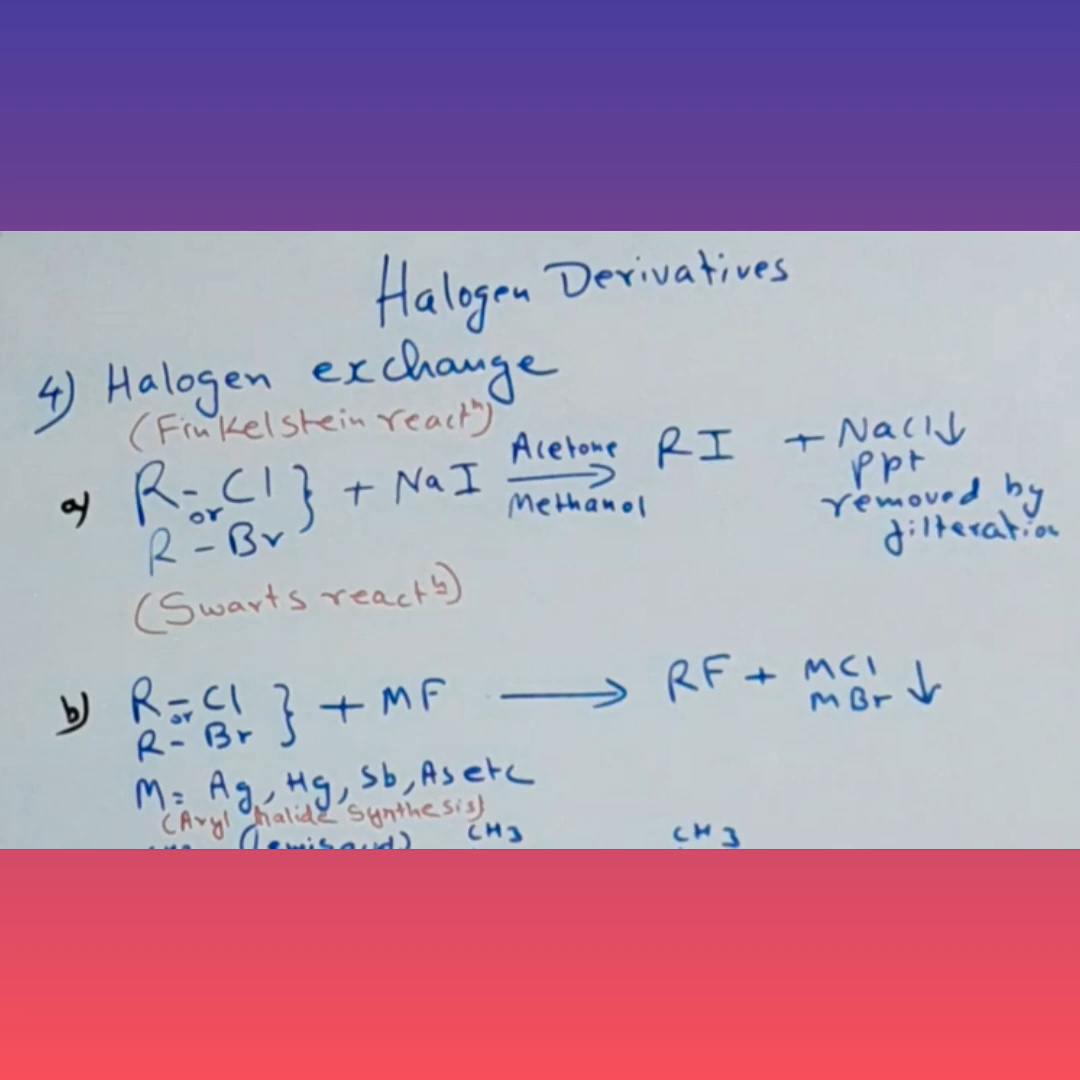 Halogen Derivatives
4) Halogen exchange
(Finkelstein reactⁿ)
a) R-Cl or R-Br } + NaI Acetone → Methanol RI + NaCl↓
ppt
removed by
filteration
(Swarts reactⁿ)
b) R-Cl or R-Br } + MF → RF + MCl MBr ↓
M= Ag, Hg, Sb, As etc
(Aryl halide synthesis)
CH3 CH3